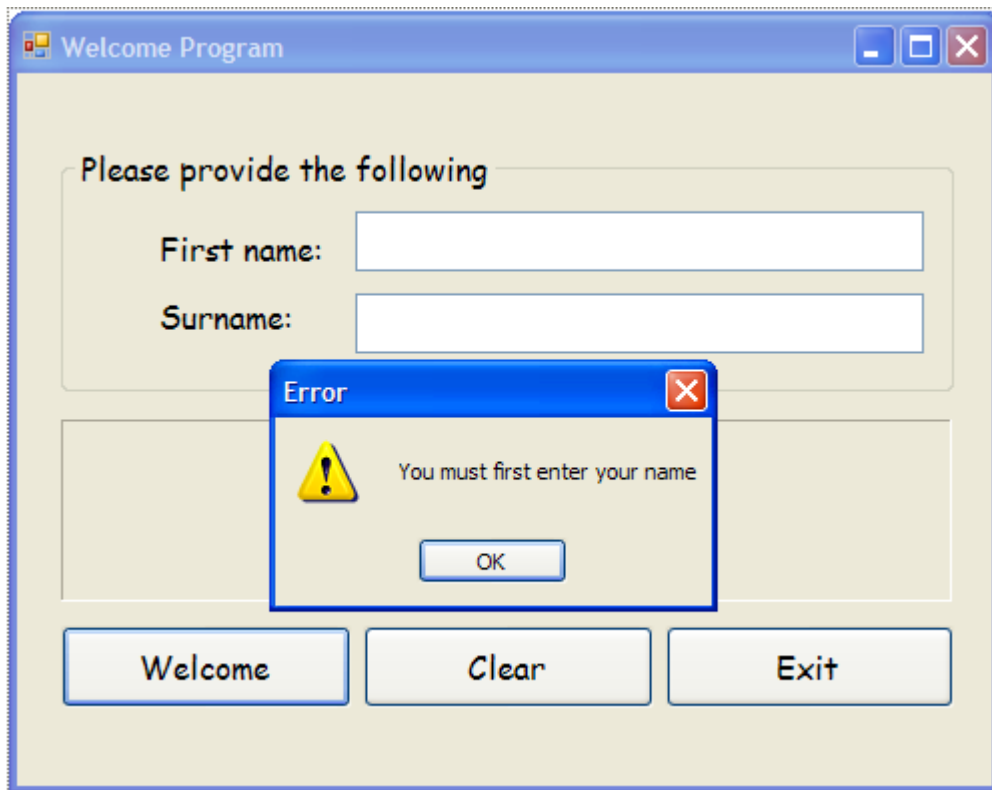 Welcome Program
Please provide the following
First name:
Surname:
Error
You must first enter your name
OK
Welcome
Clear
Exit